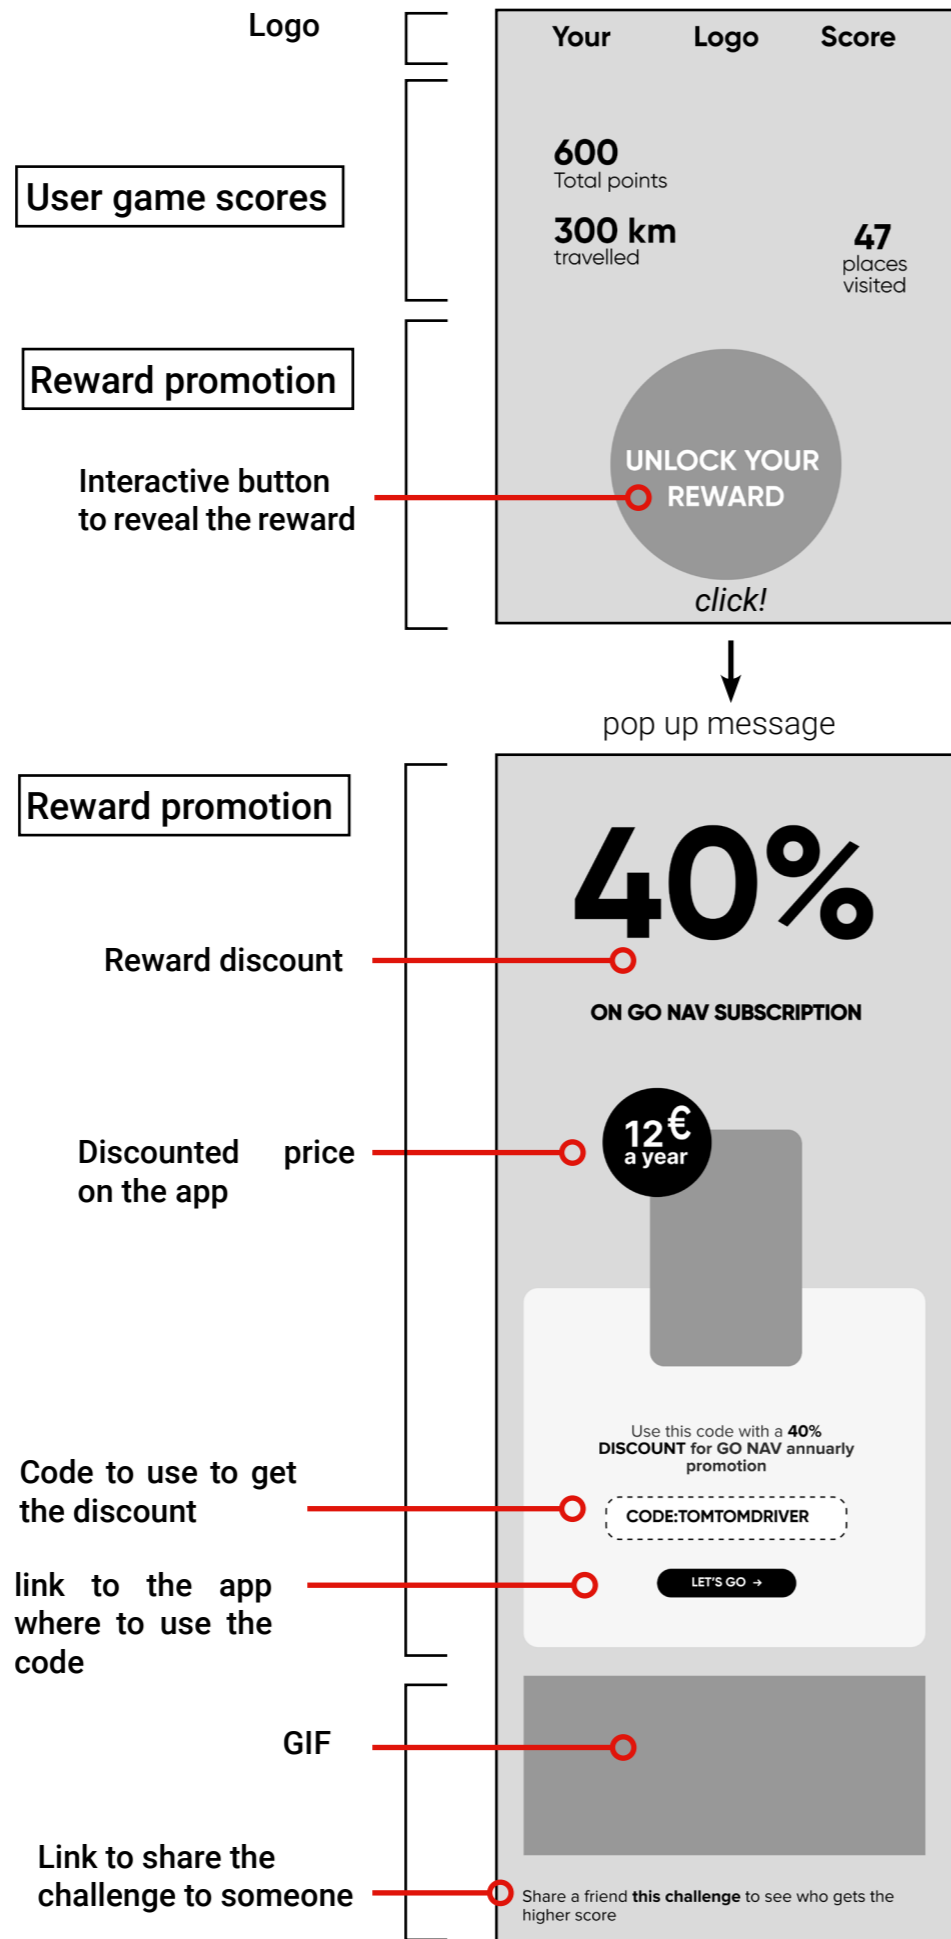 Logo
Your Logo Score
User game scores
600
Total points
300 km
travelled
47
places
visited
Reward promotion
Interactive button
to reveal the reward
UNLOCK YOUR
REWARD
click!
pop up message
Reward promotion
40%
Reward discount
ON GO NAV SUBSCRIPTION
12€
a year
Discounted price
on the app
Use this code with a 40%
DISCOUNT for GO NAV annuarly
promotion
Code to use to get
the discount
CODE:TOMTOMDRIVER
link to the app
where to use the
code
LET'S GO →
GIF
Link to share the
challenge to someone
Share a friend this challenge to see who gets the
higher score